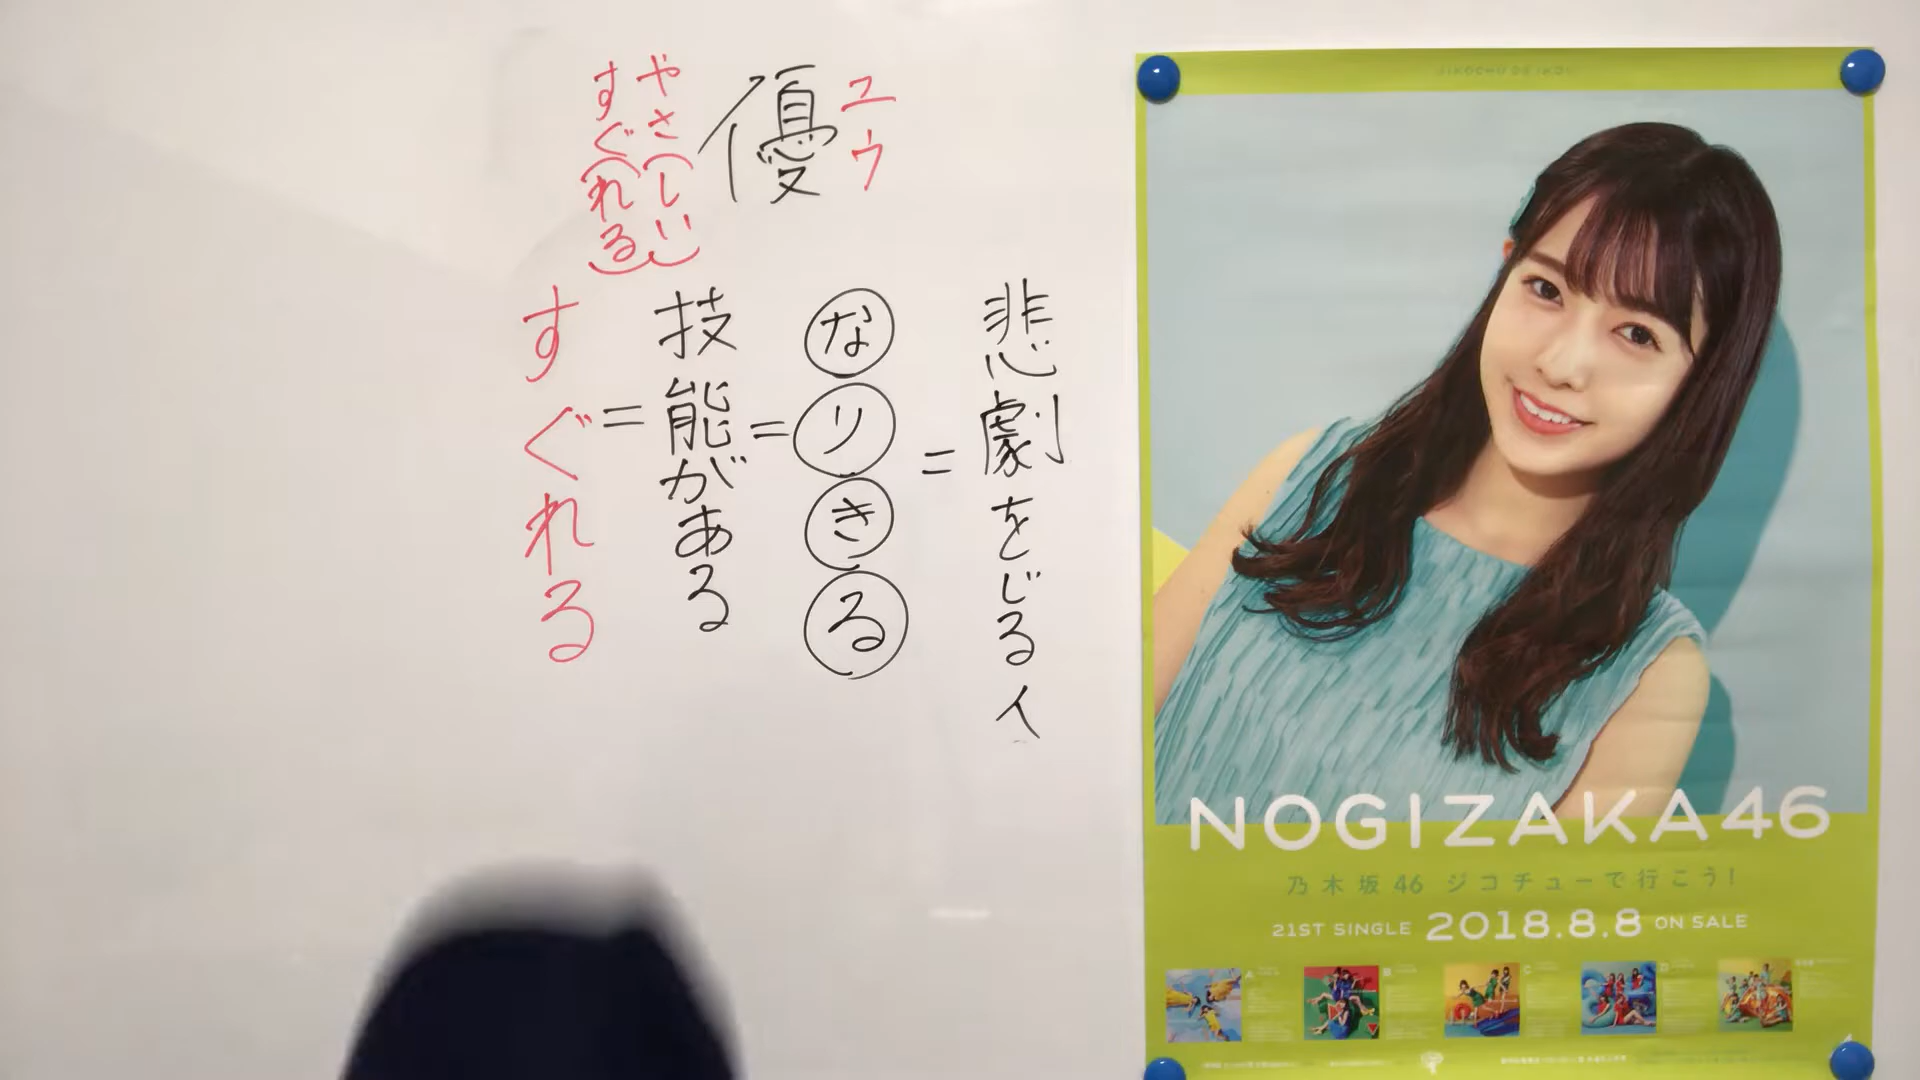 優
ユウ
やさ(しい)
すぐ(れる)
悲劇を じる 人
=
なりきる
=
技能がある
=
すぐれる
NOGIZAKA46
乃木坂46 ジコチューで行こう!
21ST SINGLE 2018.8.8 ON SALE
A
B
C
D